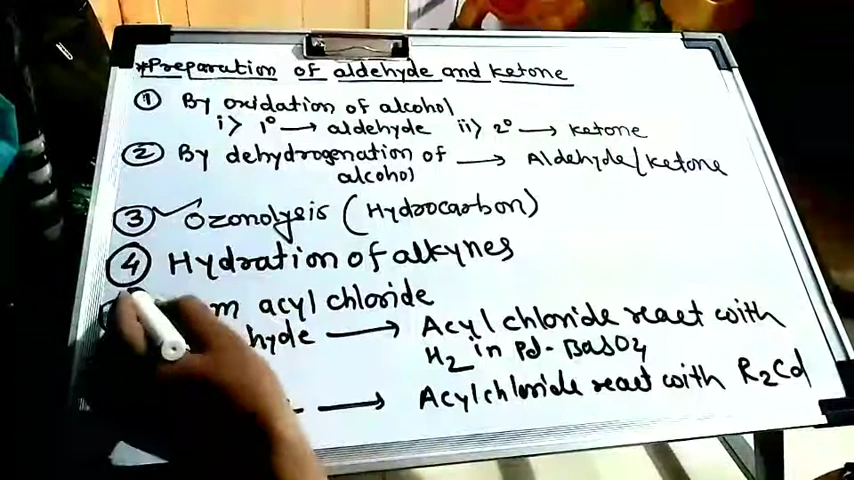 *Preparation of aldehyde and ketone
① By oxidation of alcohol
i> 1° → aldehyde ii> 2° → ketone
② By dehydrogenation of → Aldehyde/Ketone
alcohol
③ Ozonolysis (Hydrocarbon)
④ Hydration of alkynes
m acyl chloride
hyde → Acyl chloride react with
H2 in Pd-BaSO4
→ Acylchloride react with R2Cd